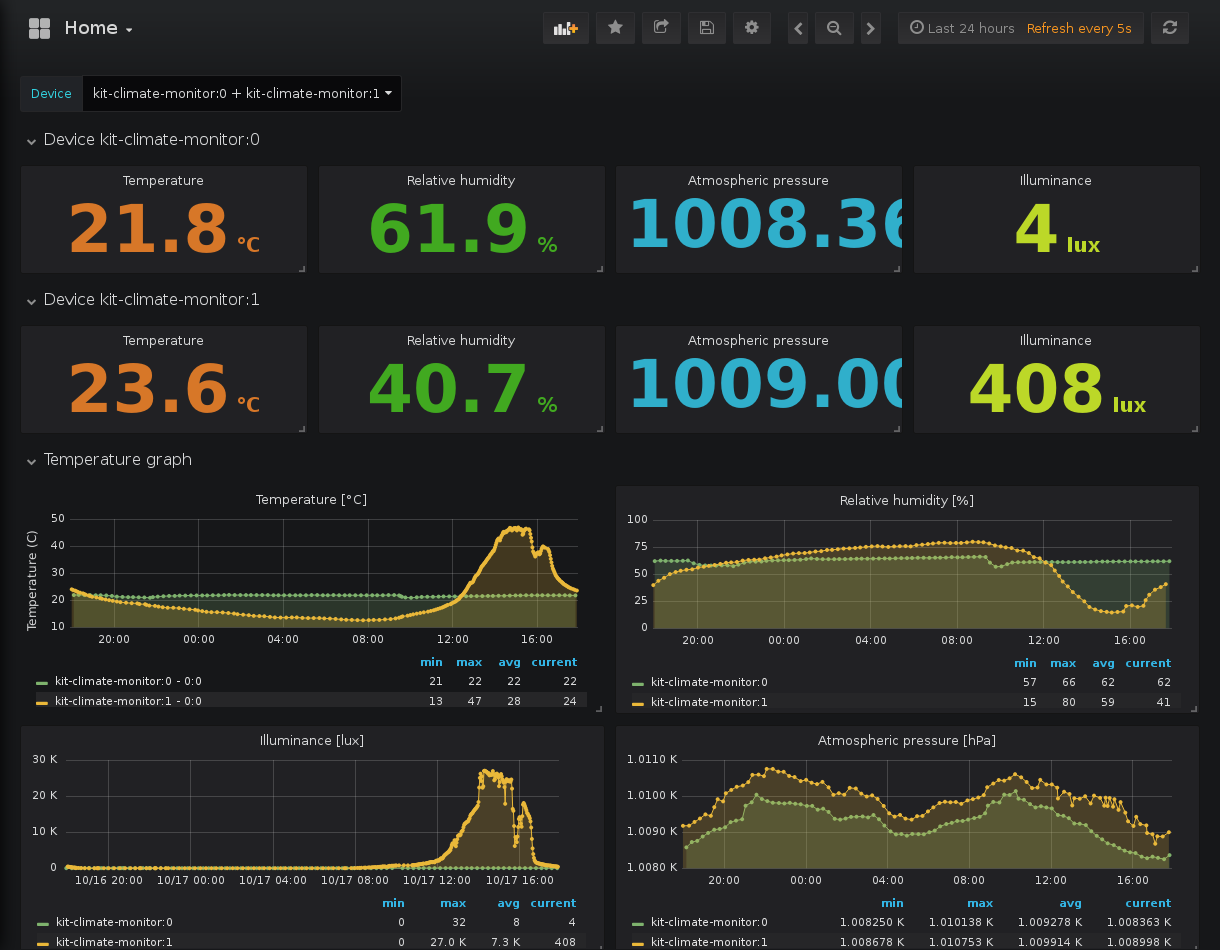 Home
Last 24 hours Refresh every 5s
Device kit-climate-monitor:0 + kit-climate-monitor:1
Device kit-climate-monitor:0
Temperature Relative humidity Atmospheric pressure Illuminance
21.8 °C 61.9 % 1008.36 4 lux
Device kit-climate-monitor:1
Temperature Relative humidity Atmospheric pressure Illuminance
23.6 °C 40.7 % 1009.00 408 lux
Temperature graph
Temperature [°C]
Temperature (C)
50
40
30
20
10
20:00 00:00 04:00 08:00 12:00 16:00
min max avg current
kit-climate-monitor:0 - 0:0 21 22 22 22
kit-climate-monitor:1 - 0:0 13 47 28 24
Relative humidity [%]
100
75
50
25
0
20:00 00:00 04:00 08:00 12:00 16:00
min max avg current
kit-climate-monitor:0 57 66 62 62
kit-climate-monitor:1 15 80 59 41
Illuminance [lux]
30 K
20 K
10 K
0
10/16 20:00 10/17 00:00 10/17 04:00 10/17 08:00 10/17 12:00 10/17 16:00
min max avg current
kit-climate-monitor:0 0 32 8 4
kit-climate-monitor:1 0 27.0 K 7.3 K 408
Atmospheric pressure [hPa]
1.0110 K
1.0100 K
1.0090 K
1.0080 K
20:00 00:00 04:00 08:00 12:00 16:00
min max avg current
kit-climate-monitor:0 1.008250 K 1.010138 K 1.009278 K 1.008363 K
kit-climate-monitor:1 1.008678 K 1.010753 K 1.009914 K 1.008998 K